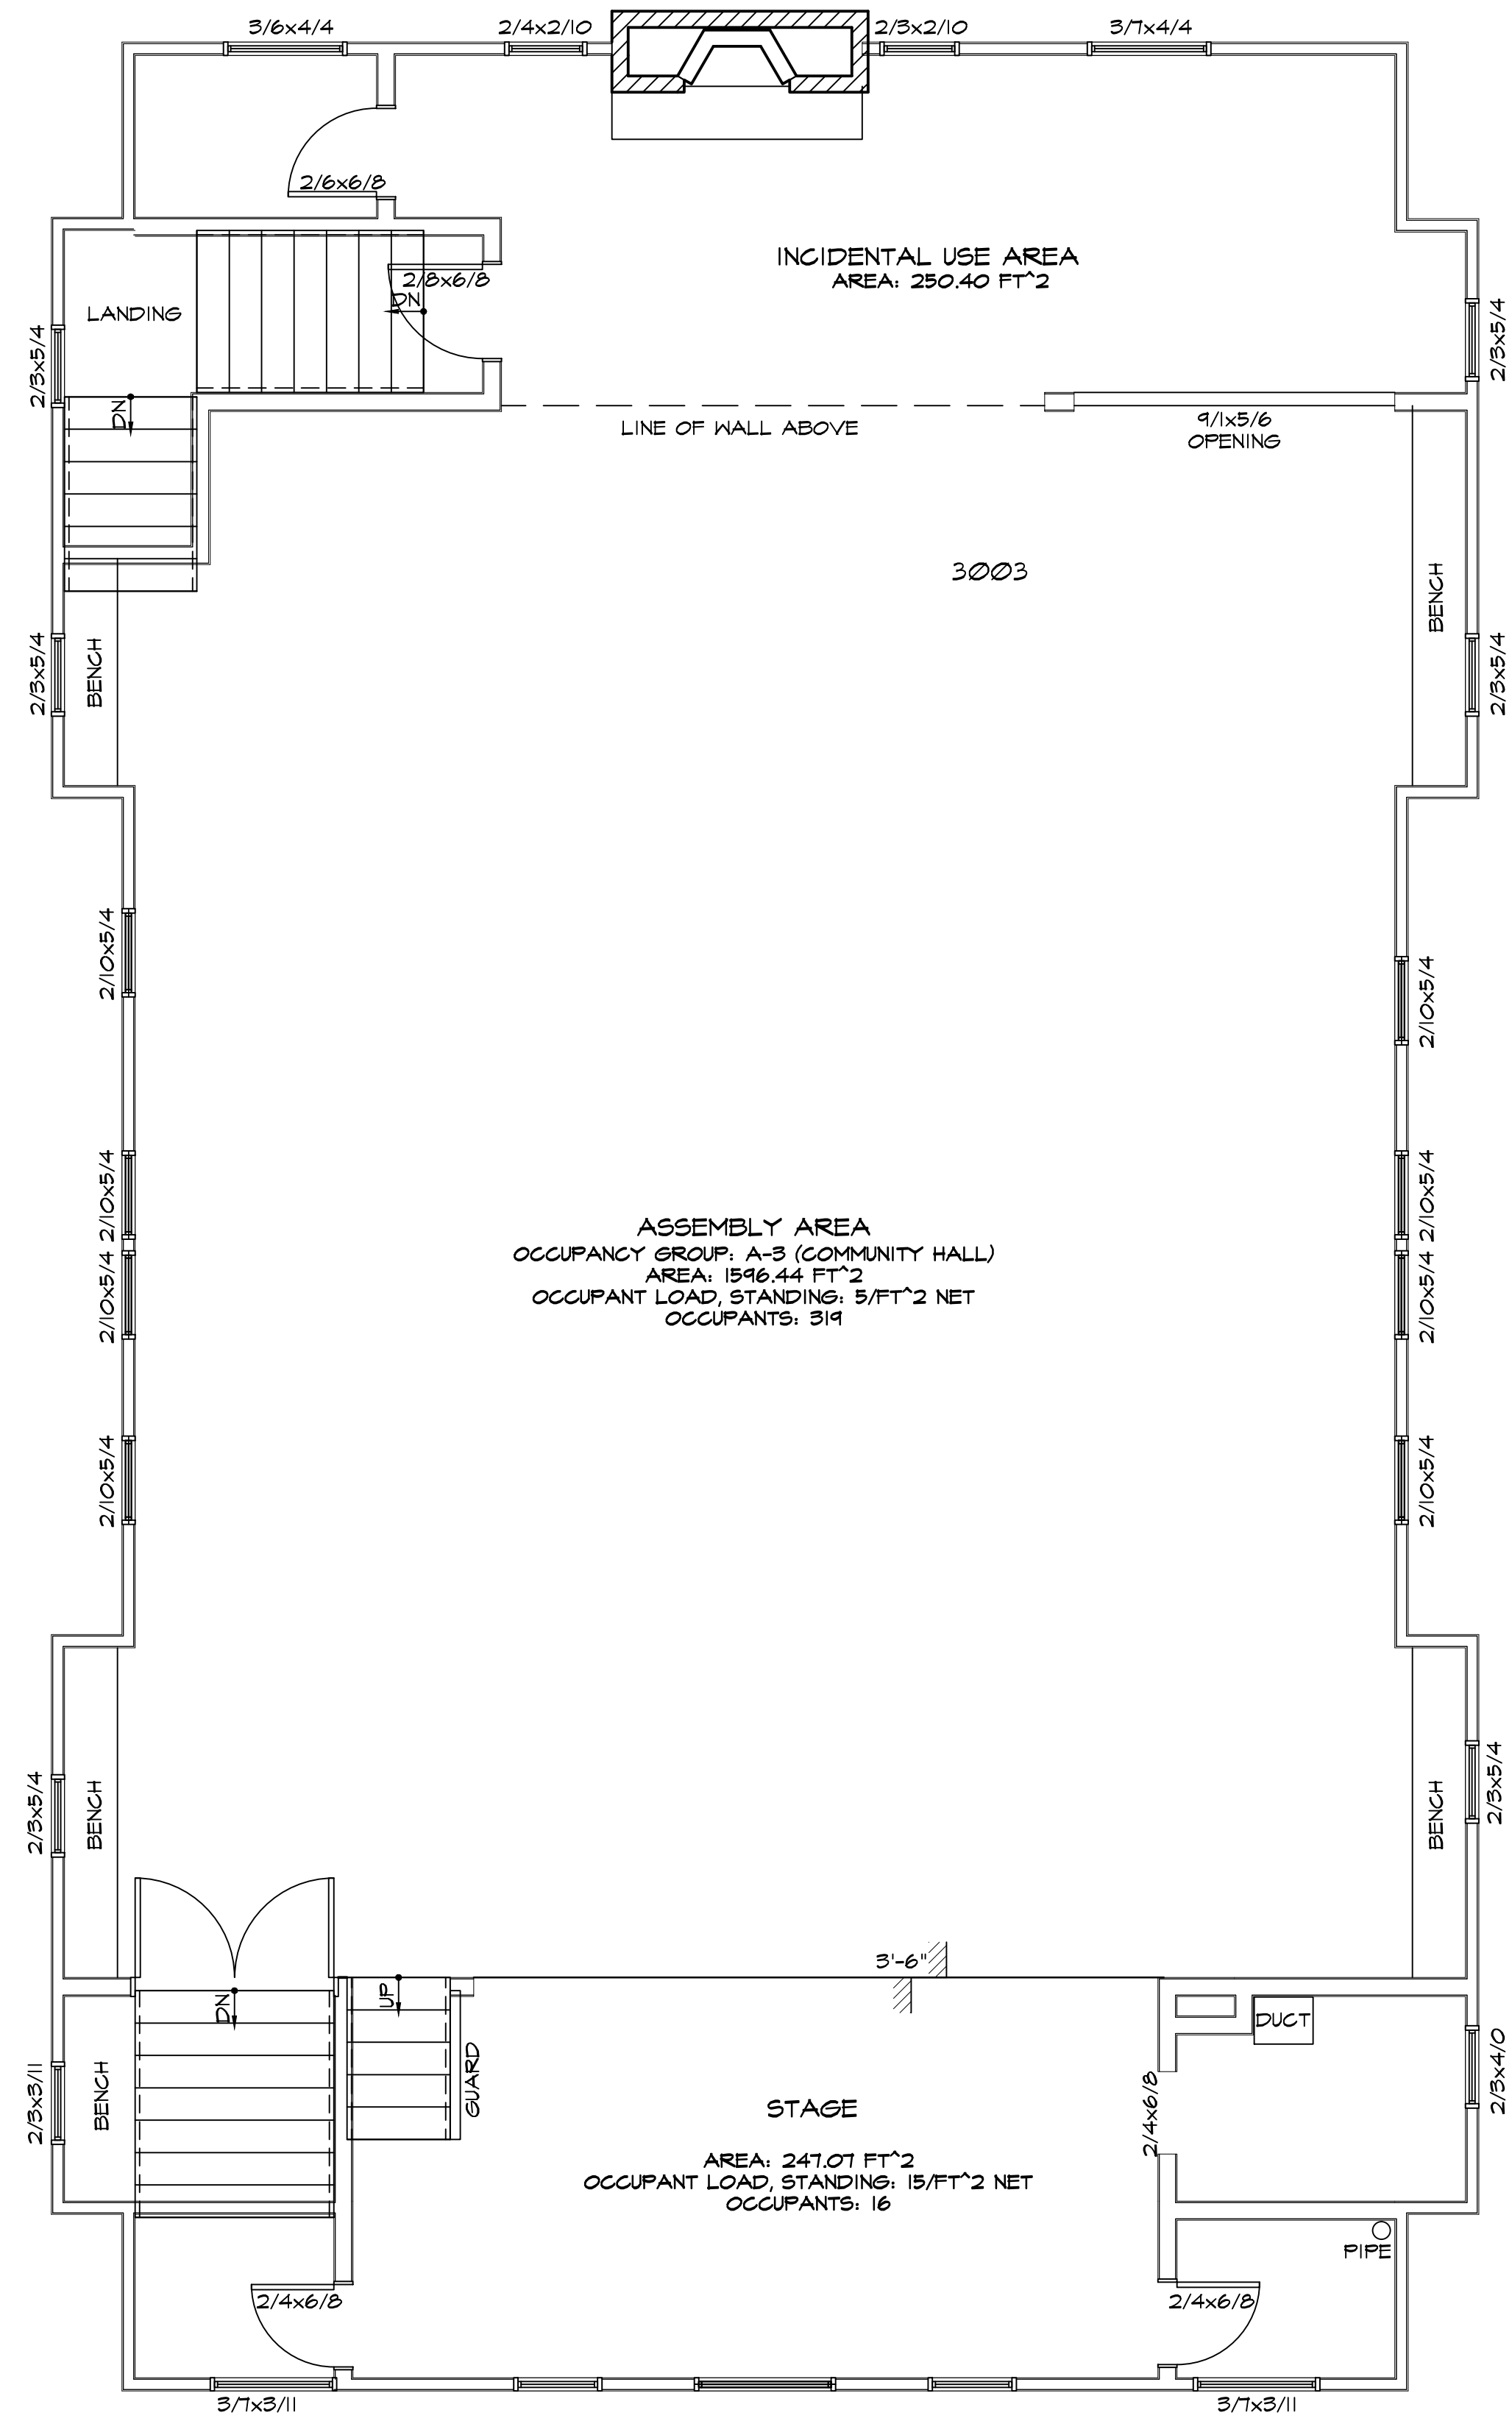 3/6x4/4
2/4x2/10
2/3x2/10
3/7x4/4
2/6x6/8
INCIDENTAL USE AREA
AREA: 250.40 FT^2
2/8x6/8
DN
LANDING
2/3x5/4
2/3x5/4
DN
LINE OF WALL ABOVE
9/1x5/6
OPENING
3003
BENCH
2/3x5/4
BENCH
2/3x5/4
2/10x5/4
2/10x5/4
2/10x5/4
2/10x5/4
ASSEMBLY AREA
OCCUPANCY GROUP: A-3 (COMMUNITY HALL)
AREA: 1596.44 FT^2
OCCUPANT LOAD, STANDING: 5/FT^2 NET
OCCUPANTS: 319
2/10x5/4
2/10x5/4
2/10x5/4
2/10x5/4
2/3x5/4
2/3x5/4
BENCH
BENCH
3'-6"
DN
UP
DUCT
2/3x3/11
BENCH
GUARD
2/4x6/8
2/3x4/0
STAGE
AREA: 247.07 FT^2
OCCUPANT LOAD, STANDING: 15/FT^2 NET
OCCUPANTS: 16
PIPE
2/4x6/8
2/4x6/8
3/7x3/11
3/7x3/11